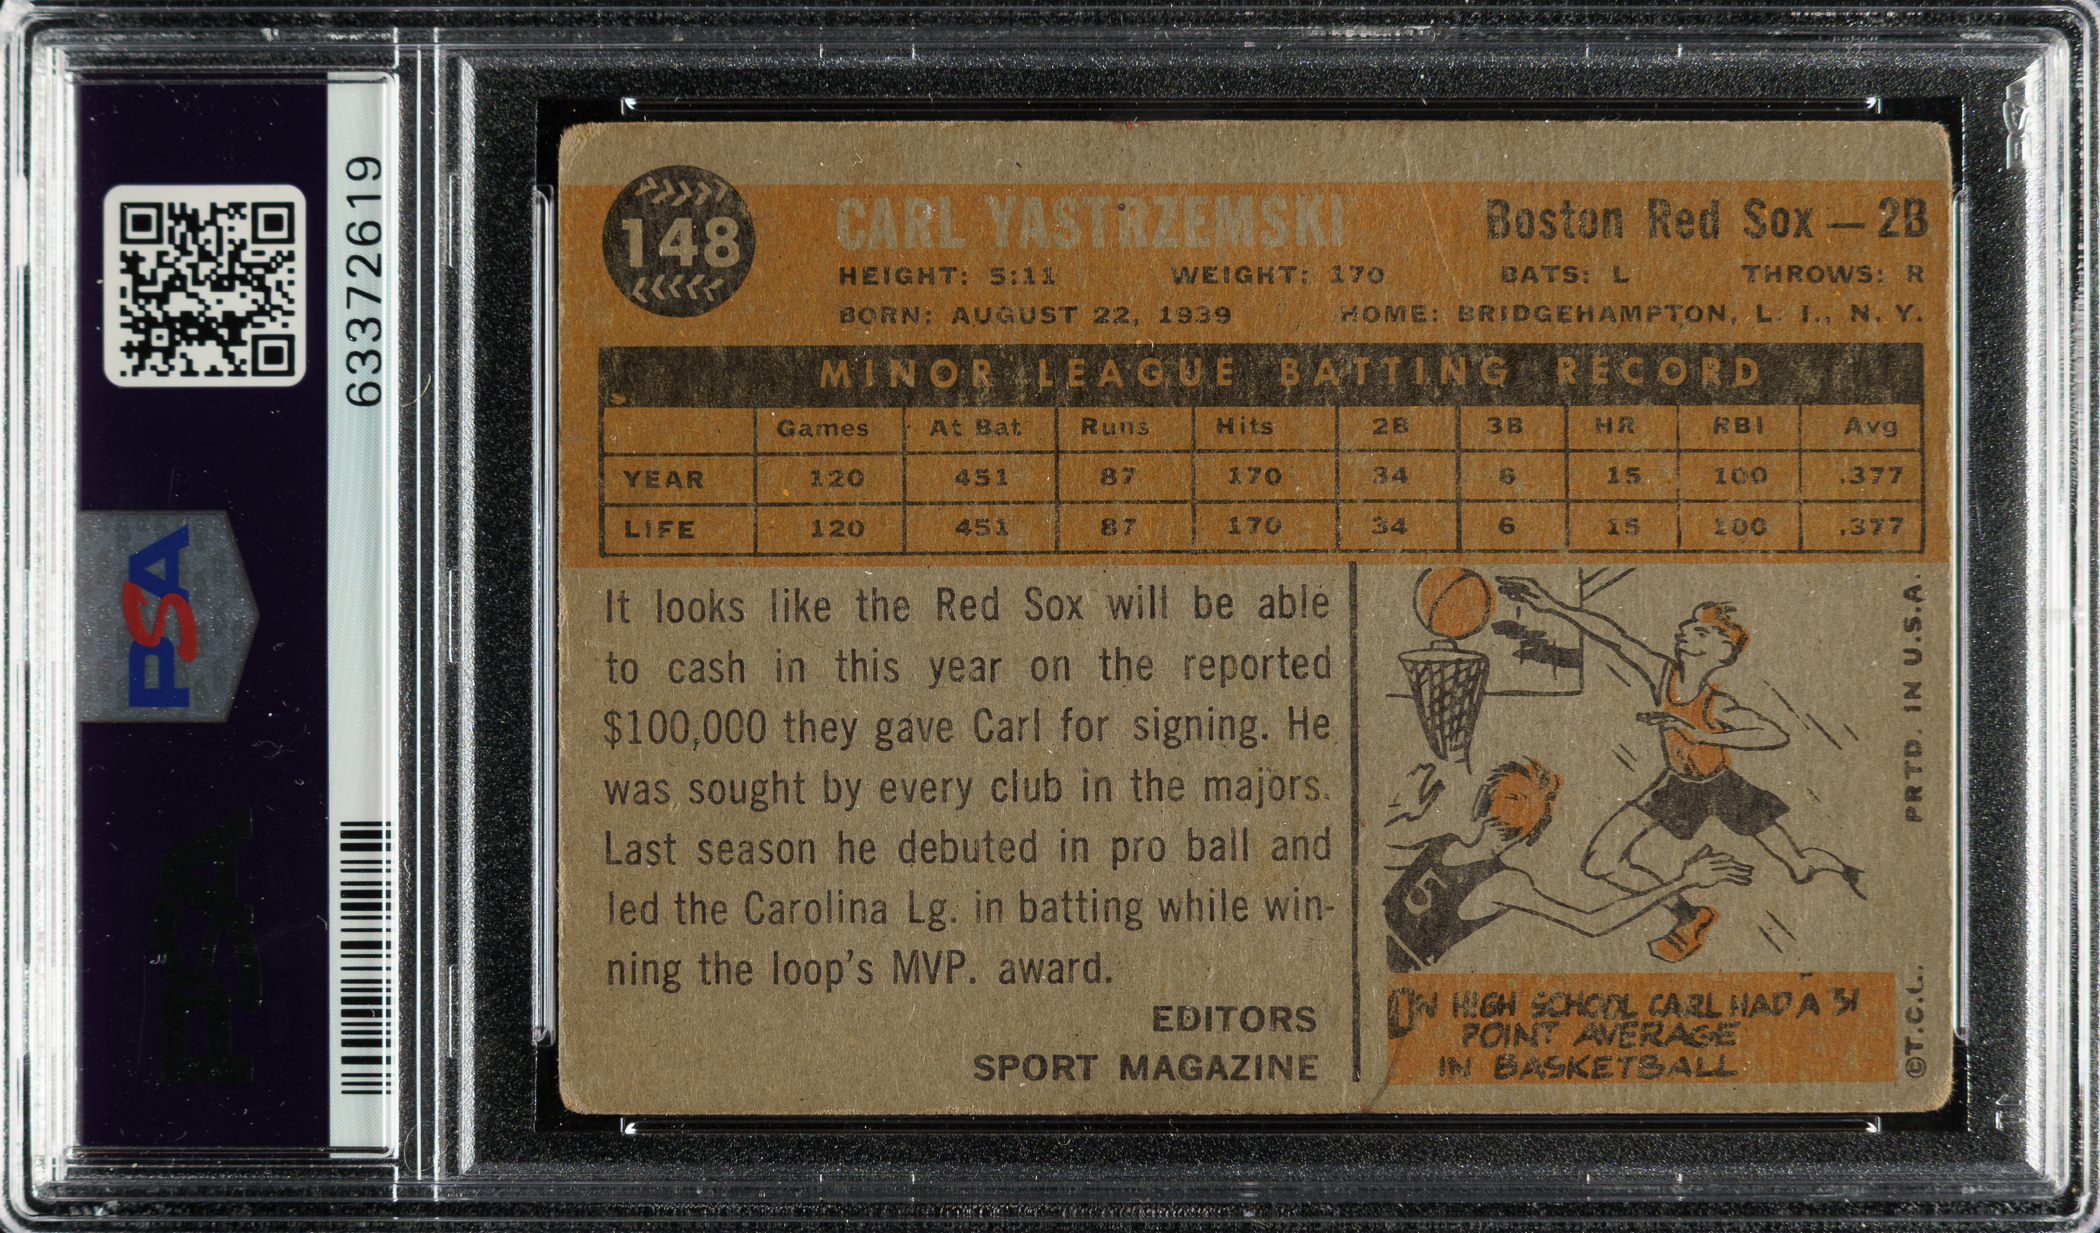 63372619
PSA
PSA
148
CARL YASTRZEMSKI
Boston Red Sox — 2B
HEIGHT: 5:11 WEIGHT: 170 BATS: L THROWS: R
BORN: AUGUST 22, 1939 HOME: BRIDGEHAMPTON, L. I., N. Y.
MINOR LEAGUE BATTING RECORD
Games At Bat Runs Hits 2B 3B HR RBI Avg
YEAR 120 451 87 170 34 6 15 100 .377
LIFE 120 451 87 170 34 6 15 100 .377
It looks like the Red Sox will be able
to cash in this year on the reported
$100,000 they gave Carl for signing. He
was sought by every club in the majors.
Last season he debuted in pro ball and
led the Carolina Lg. in batting while win-
ning the loop's MVP. award.
EDITORS
SPORT MAGAZINE
5
IN HIGH SCHOOL CARL HAD A 31
POINT AVERAGE
IN BASKETBALL
©T.C.G. PRTD. IN U.S.A.